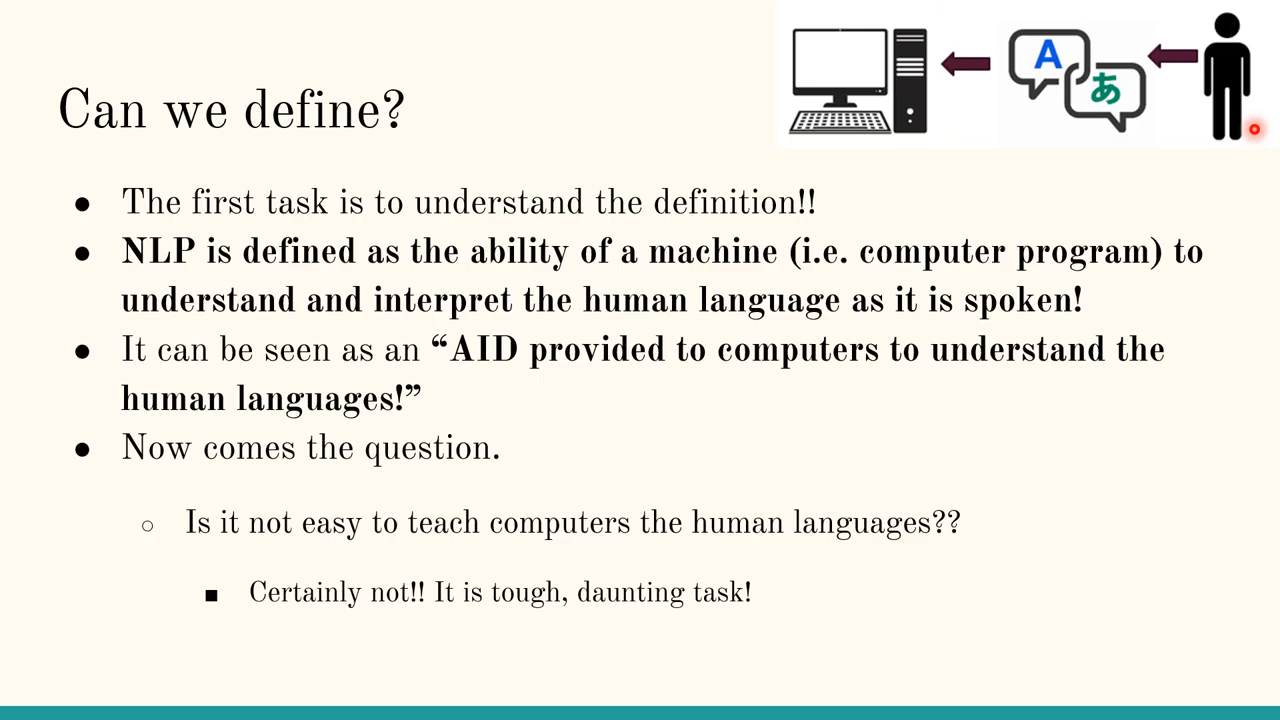 A
あ
Can we define?
● The first task is to understand the definition!!
● NLP is defined as the ability of a machine (i.e. computer program) to
understand and interpret the human language as it is spoken!
● It can be seen as an “AID provided to computers to understand the
human languages!”
● Now comes the question.
○ Is it not easy to teach computers the human languages??
■ Certainly not!! It is tough, daunting task!